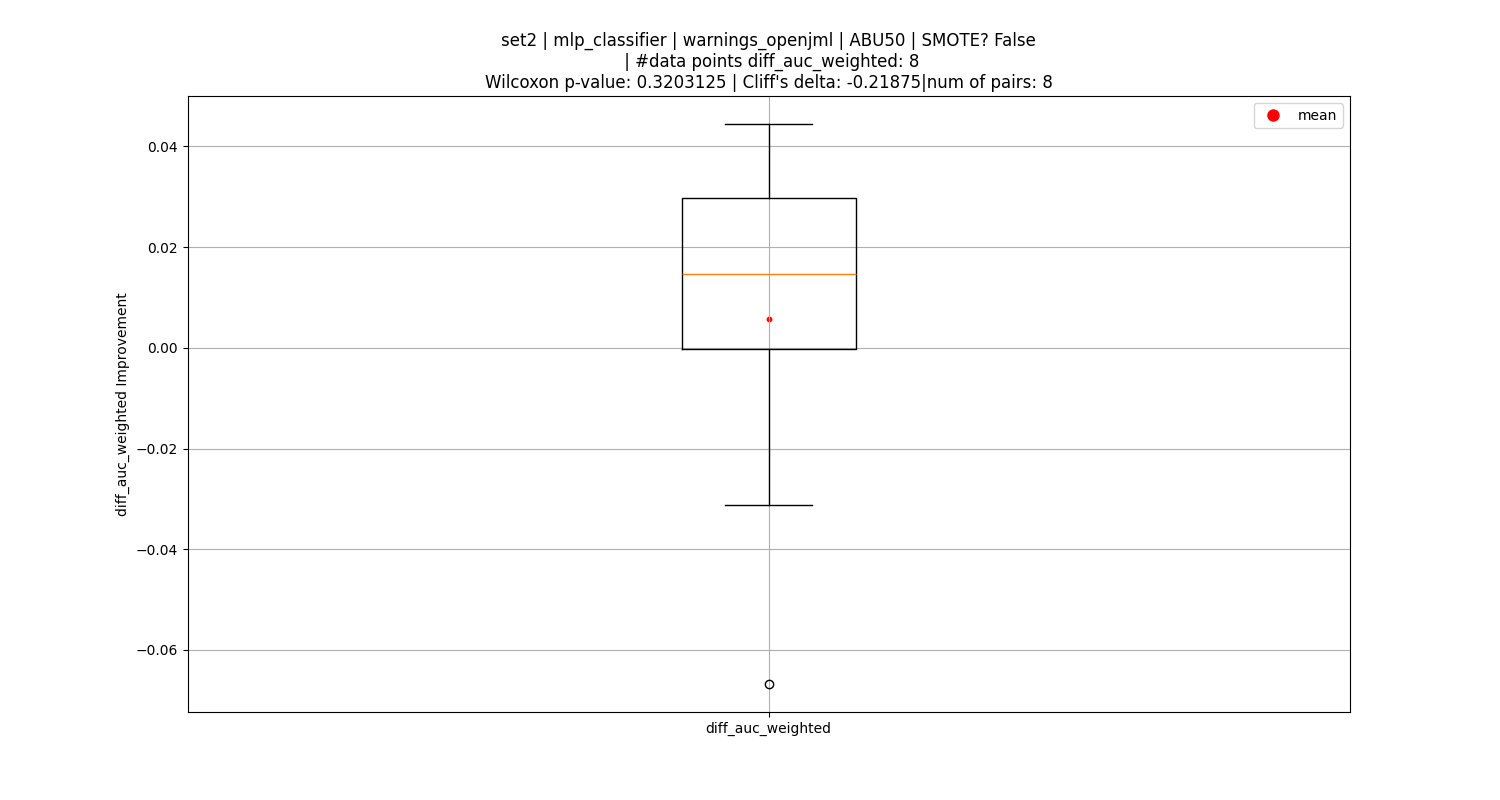 set2 | mlp_classifier | warnings_openjml | ABU50 | SMOTE? False
| #data points diff_auc_weighted: 8
Wilcoxon p-value: 0.3203125 | Cliff's delta: -0.21875|num of pairs: 8
mean
0.04
0.02
0.00
−0.02
−0.04
−0.06
diff_auc_weighted Improvement
diff_auc_weighted